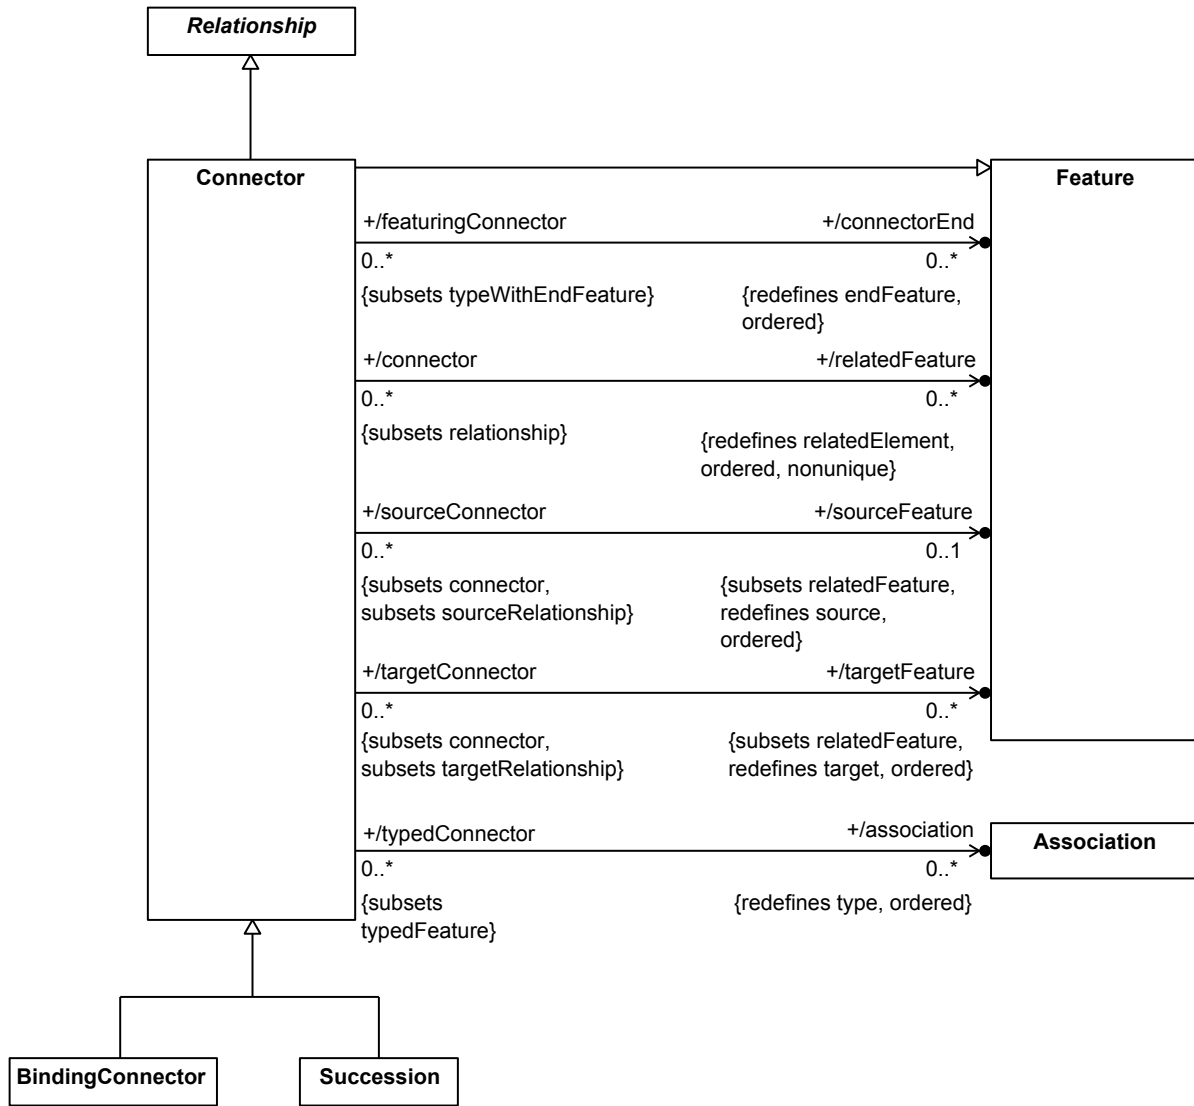 Relationship
Connector
Feature
+/featuringConnector
+/connectorEnd
0..*
0..*
{subsets typeWithEndFeature}
{redefines endFeature,
ordered}
+/connector
+/relatedFeature
0..*
0..*
{subsets relationship}
{redefines relatedElement,
ordered, nonunique}
+/sourceConnector
+/sourceFeature
0..*
0..1
{subsets connector,
subsets sourceRelationship}
{subsets relatedFeature,
redefines source,
ordered}
+/targetConnector
+/targetFeature
0..*
0..*
{subsets connector,
subsets targetRelationship}
{subsets relatedFeature,
redefines target, ordered}
+/typedConnector
+/association
Association
0..*
0..*
{subsets
typedFeature}
{redefines type, ordered}
BindingConnector
Succession